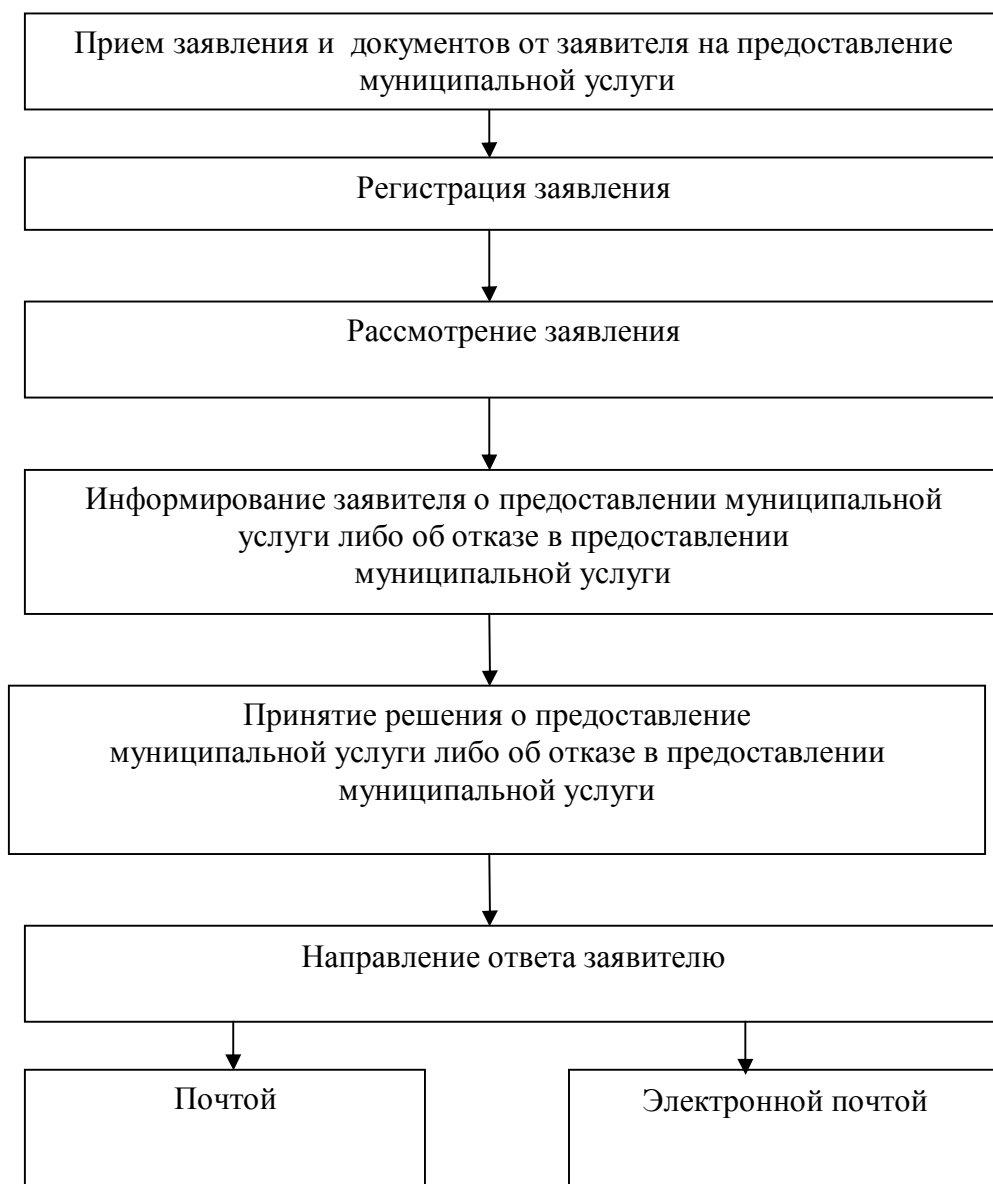 Прием заявления и  документов от заявителя на предоставление
муниципальной услуги
Регистрация заявления
Рассмотрение заявления
Информирование заявителя о предоставлении муниципальной
услуги либо об отказе в предоставлении
муниципальной услуги
Принятие решения о предоставление
муниципальной услуги либо об отказе в предоставлении
муниципальной услуги
Направление ответа заявителю
Почтой
Электронной почтой